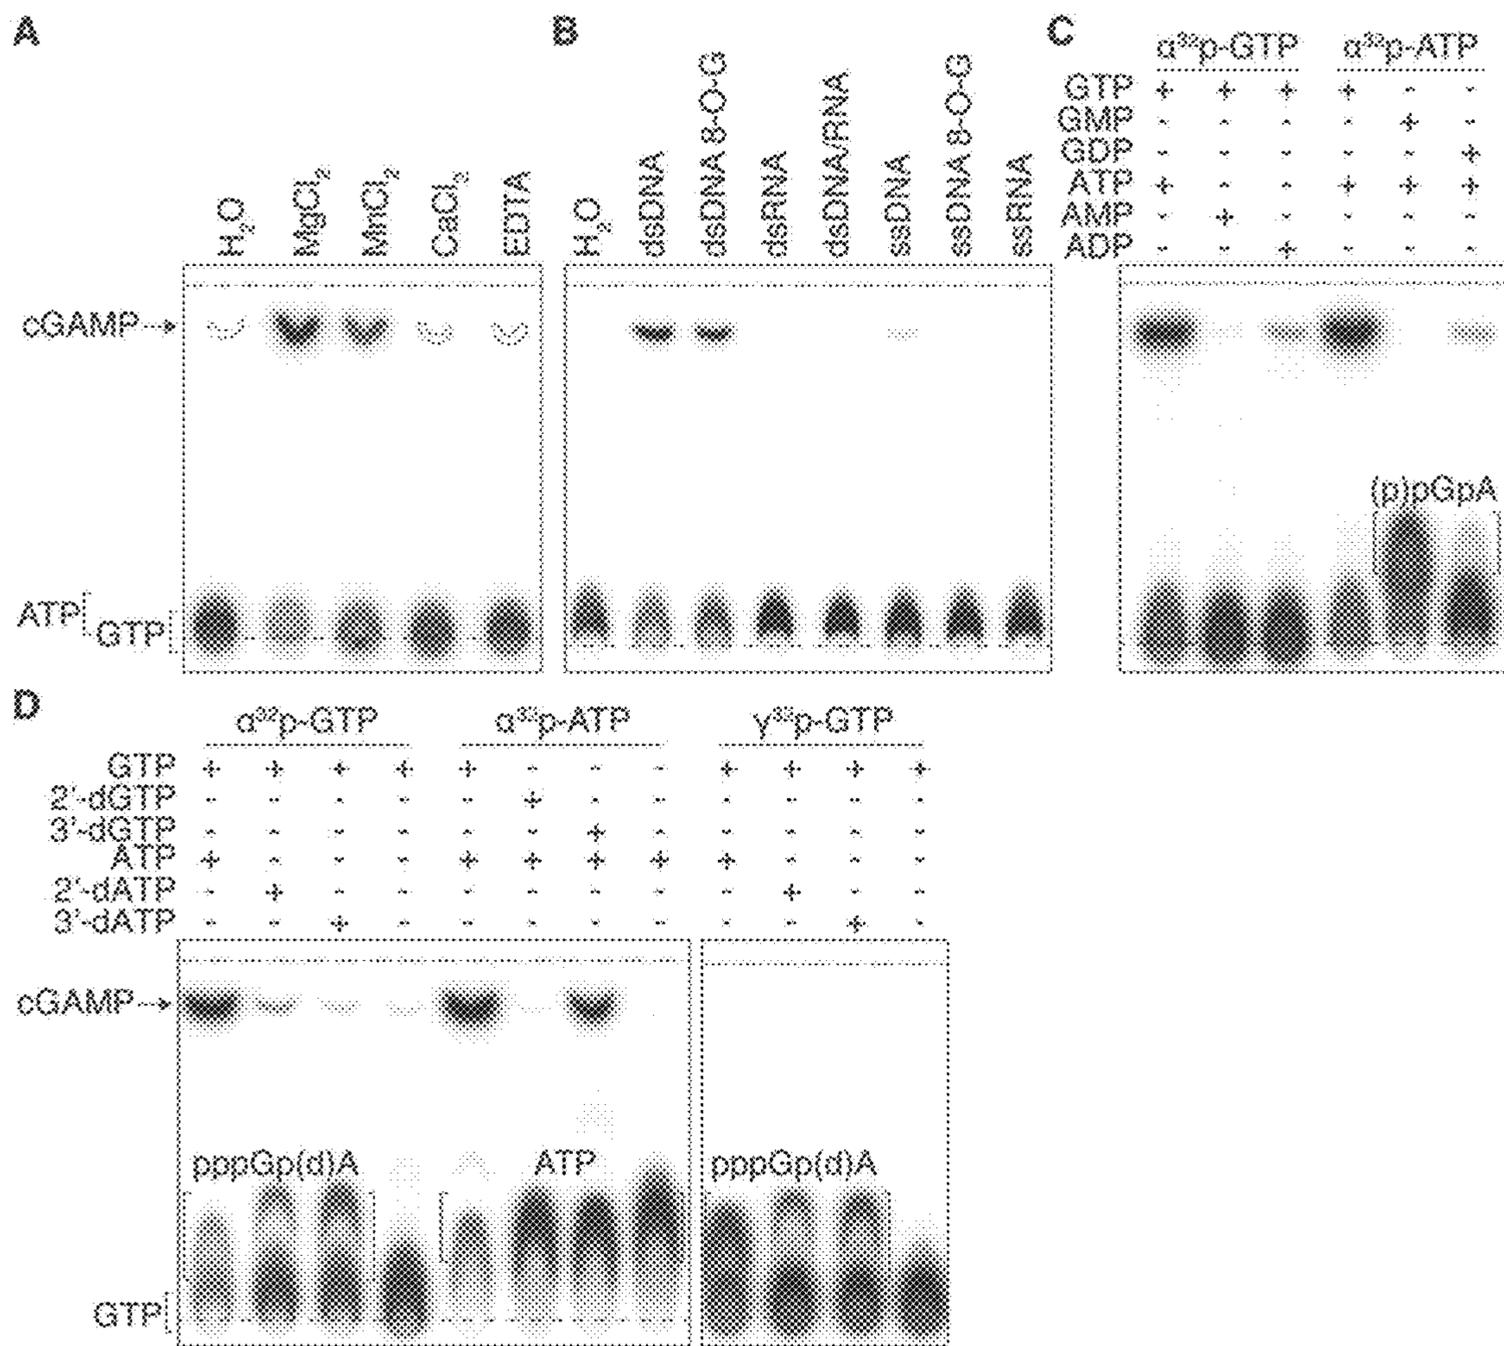 A
H₂O
MgCl₂
MnCl₂
CaCl₂
EDTA
cGAMP
ATP
GTP
B
H₂O
dsDNA
dsDNA 8-O-G
dsRNA
dsDNA/RNA
ssDNA
ssDNA 8-O-G
ssRNA
C
α³²p-GTP α³²p-ATP
GTP + + + + - -
GMP - - - - + -
GDP - - - - - +
ATP + - - + + +
AMP - + - - - -
ADP - - + - - -
(p)pGpA
D
α³²p-GTP α³²p-ATP γ³²p-GTP
GTP + + + + + - - - + + + +
2'-dGTP - - - - - + - - - - - -
3'-dGTP - - - - - - + - - - - -
ATP + - - - + + + + + - - -
2'-dATP - + - - - - - - - + - -
3'-dATP - - + - - - - - - - + -
cGAMP
pppGp(d)A ATP pppGp(d)A
GTP